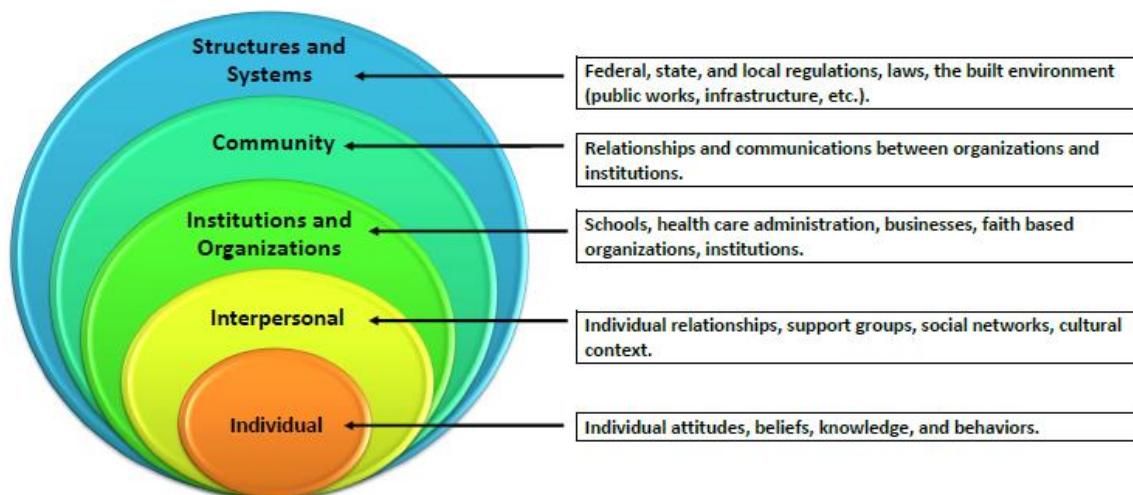 Structures and
Systems
Federal, state, and local regulations, laws, the built environment
(public works, infrastructure, etc.).
Community
Relationships and communications between organizations and
institutions.
Institutions and
Organizations
Schools, health care administration, businesses, faith based
organizations, institutions.
Interpersonal
Individual relationships, support groups, social networks, cultural
context.
Individual
Individual attitudes, beliefs, knowledge, and behaviors.